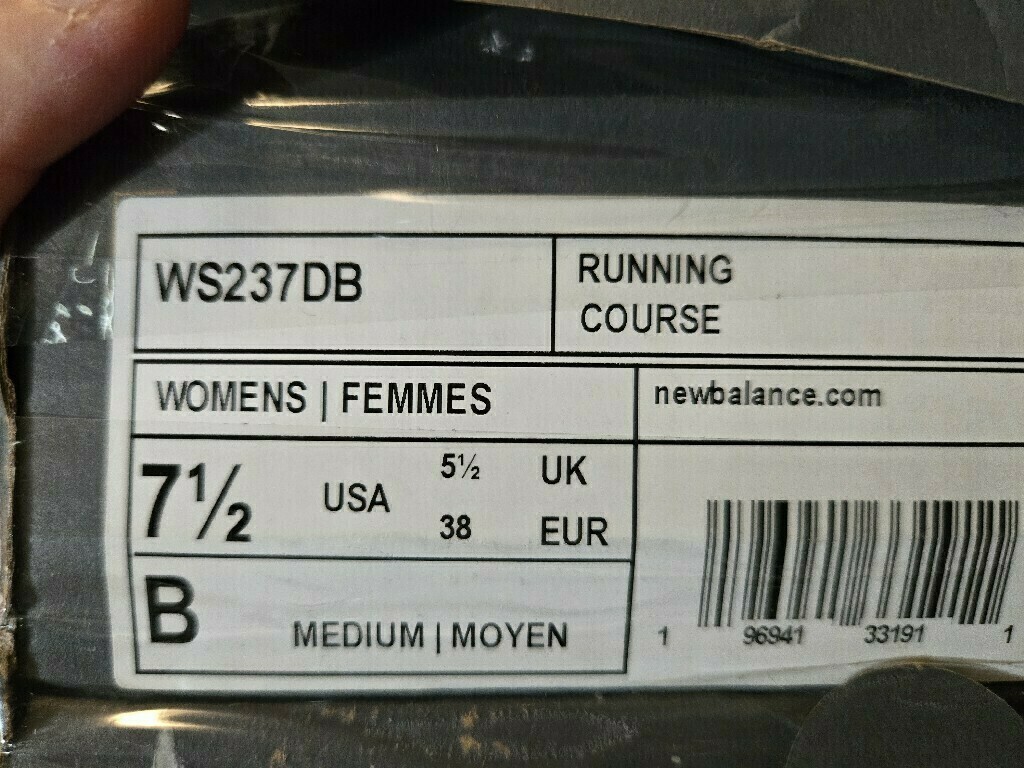 WS237DB
RUNNING
COURSE
WOMENS | FEMMES
newbalance.com
7½ USA 5½ UK
38 EUR
B MEDIUM | MOYEN
1 96941 33191 1